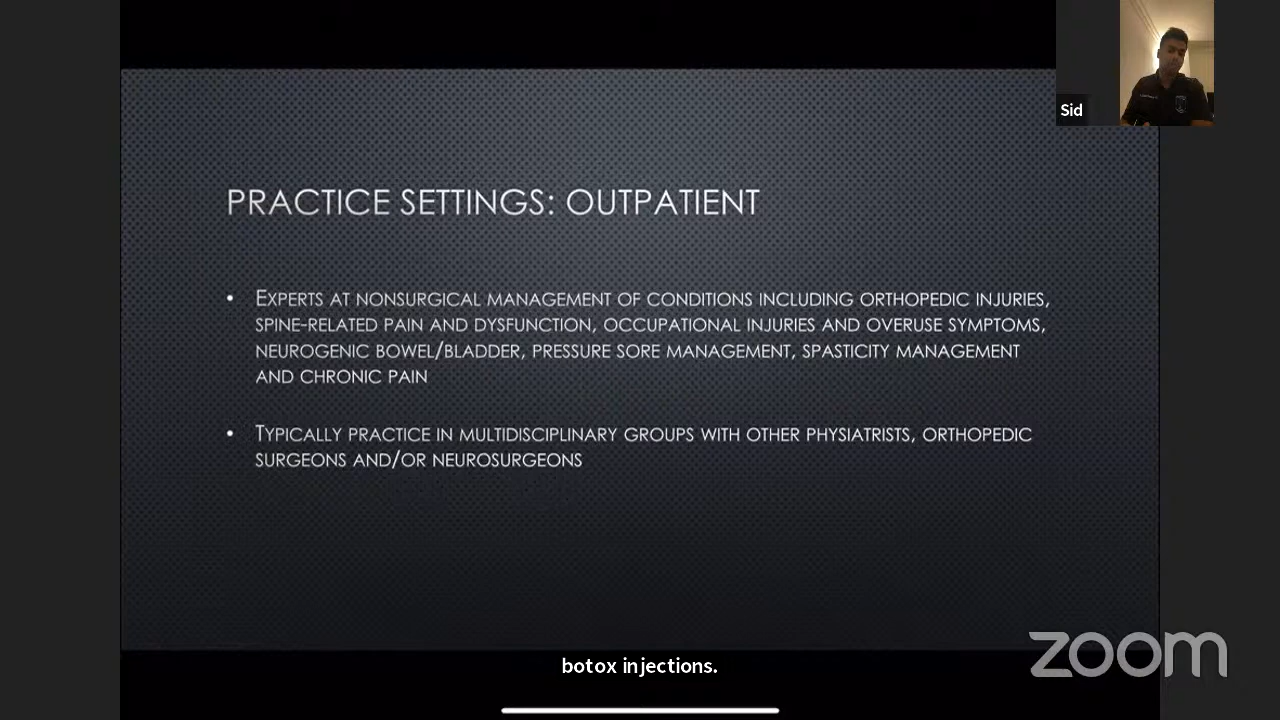 Sid
PRACTICE SETTINGS: OUTPATIENT
• EXPERTS AT NONSURGICAL MANAGEMENT OF CONDITIONS INCLUDING ORTHOPEDIC INJURIES,
SPINE-RELATED PAIN AND DYSFUNCTION, OCCUPATIONAL INJURIES AND OVERUSE SYMPTOMS,
NEUROGENIC BOWEL/BLADDER, PRESSURE SORE MANAGEMENT, SPASTICITY MANAGEMENT
AND CHRONIC PAIN
• TYPICALLY PRACTICE IN MULTIDISCIPLINARY GROUPS WITH OTHER PHYSIATRISTS, ORTHOPEDIC
SURGEONS AND/OR NEUROSURGEONS
botox injections.
zoom